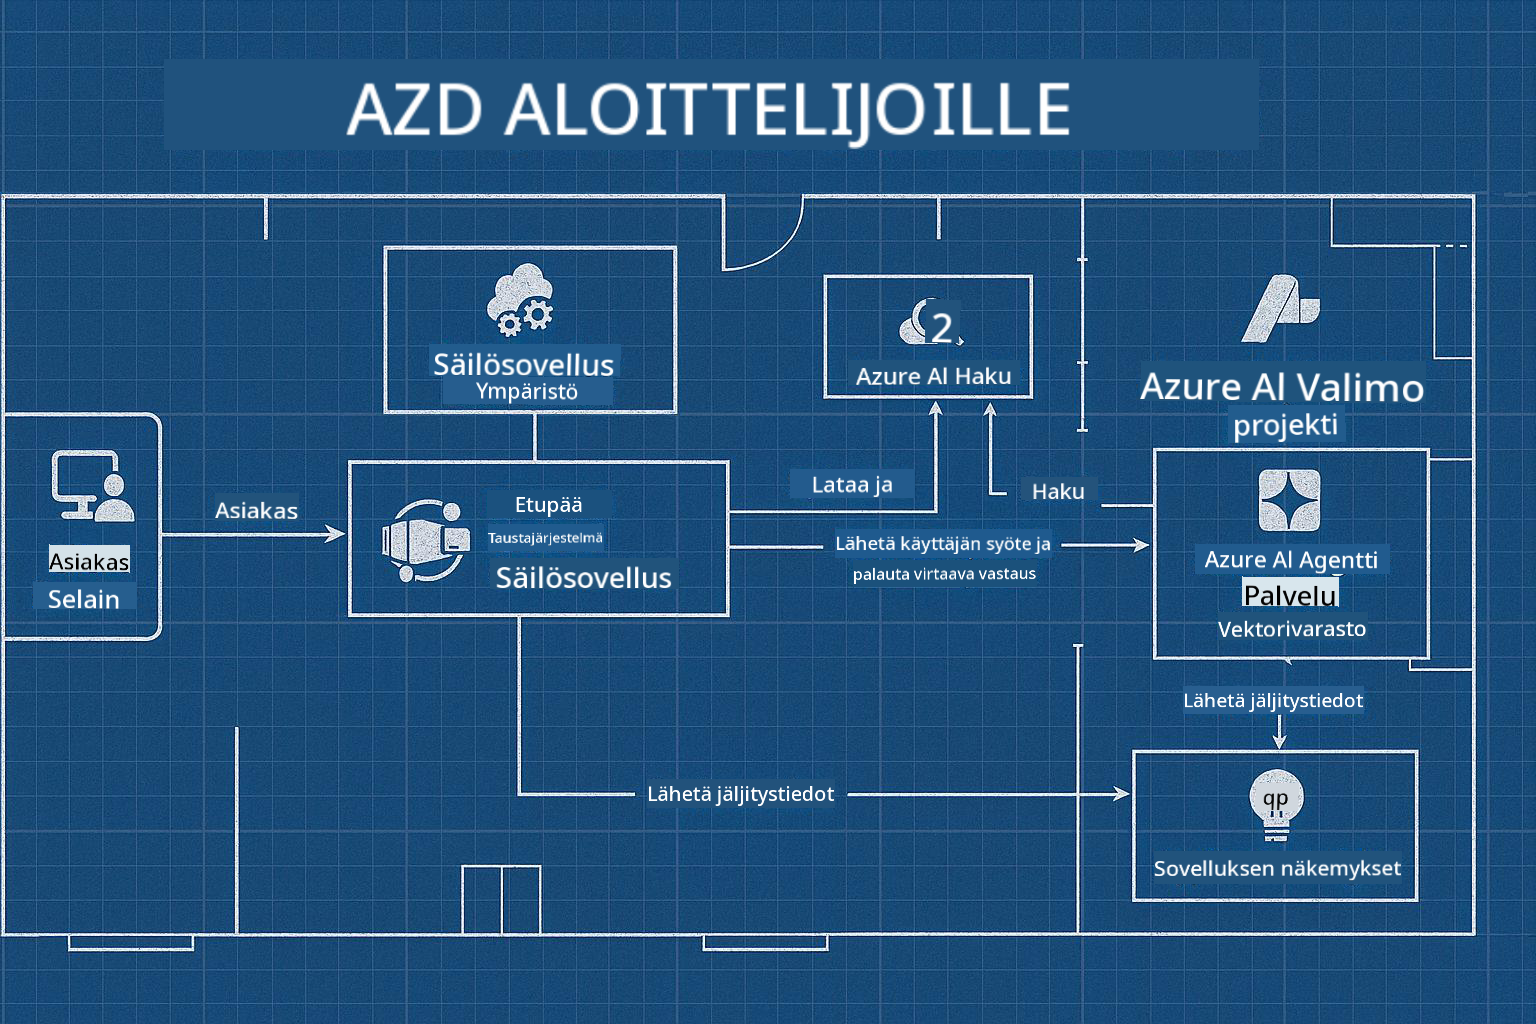 AZD ALOITTELIJOILLE
Säilösovellus
Ympäristö
2
Azure AI Haku
Azure AI Valimo
projekti
Asiakas
Selain
Asiakas
Etupää
Taustajärjestelmä
Säilösovellus
Lataa ja
Haku
Lähetä käyttäjän syöte ja
palauta virtaava vastaus
Azure AI Agentti
Palvelu
Vektorivarasto
Lähetä jäljitystiedot
Lähetä jäljitystiedot
qp
Sovelluksen näkemykset